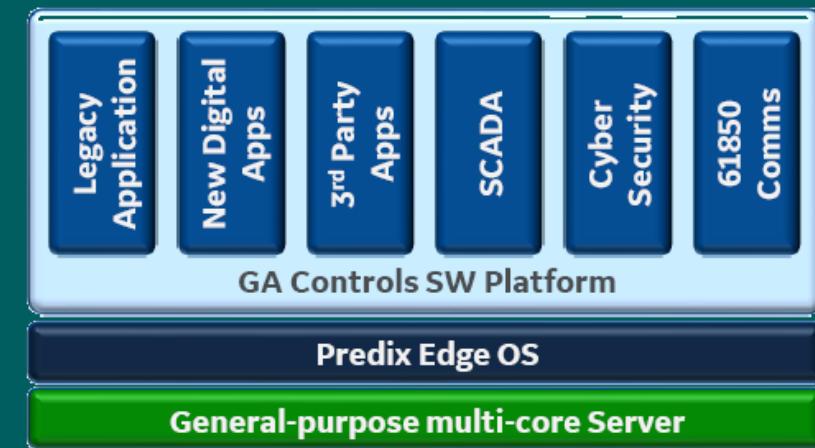 Legacy
Application
New Digital
Apps
3rd Party
Apps
SCADA
Cyber
Security
61850
Comms
GA Controls SW Platform
Predix Edge OS
General-purpose multi-core Server